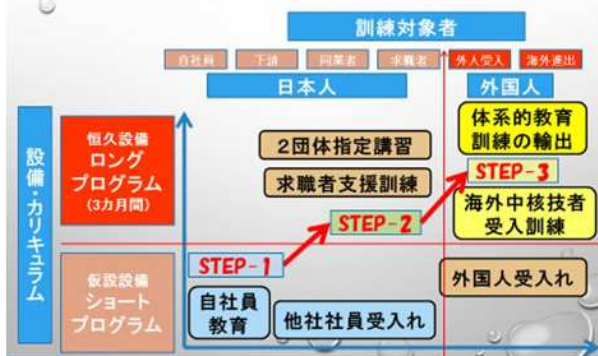 訓練対象者
自社員
下請
同業者
求職者
外人受入
海外進出
日本人
外国人
設備・カリキュラム
恒久設備
ロング
プログラム
(3カ月間)
2団体指定講習
求職者支援訓練
体系的教育
訓練の輸出
STEP-3
海外中核技者
受入訓練
STEP-2
STEP-1
仮設設備
ショート
プログラム
自社員
教育
他社社員受入れ
外国人受入れ